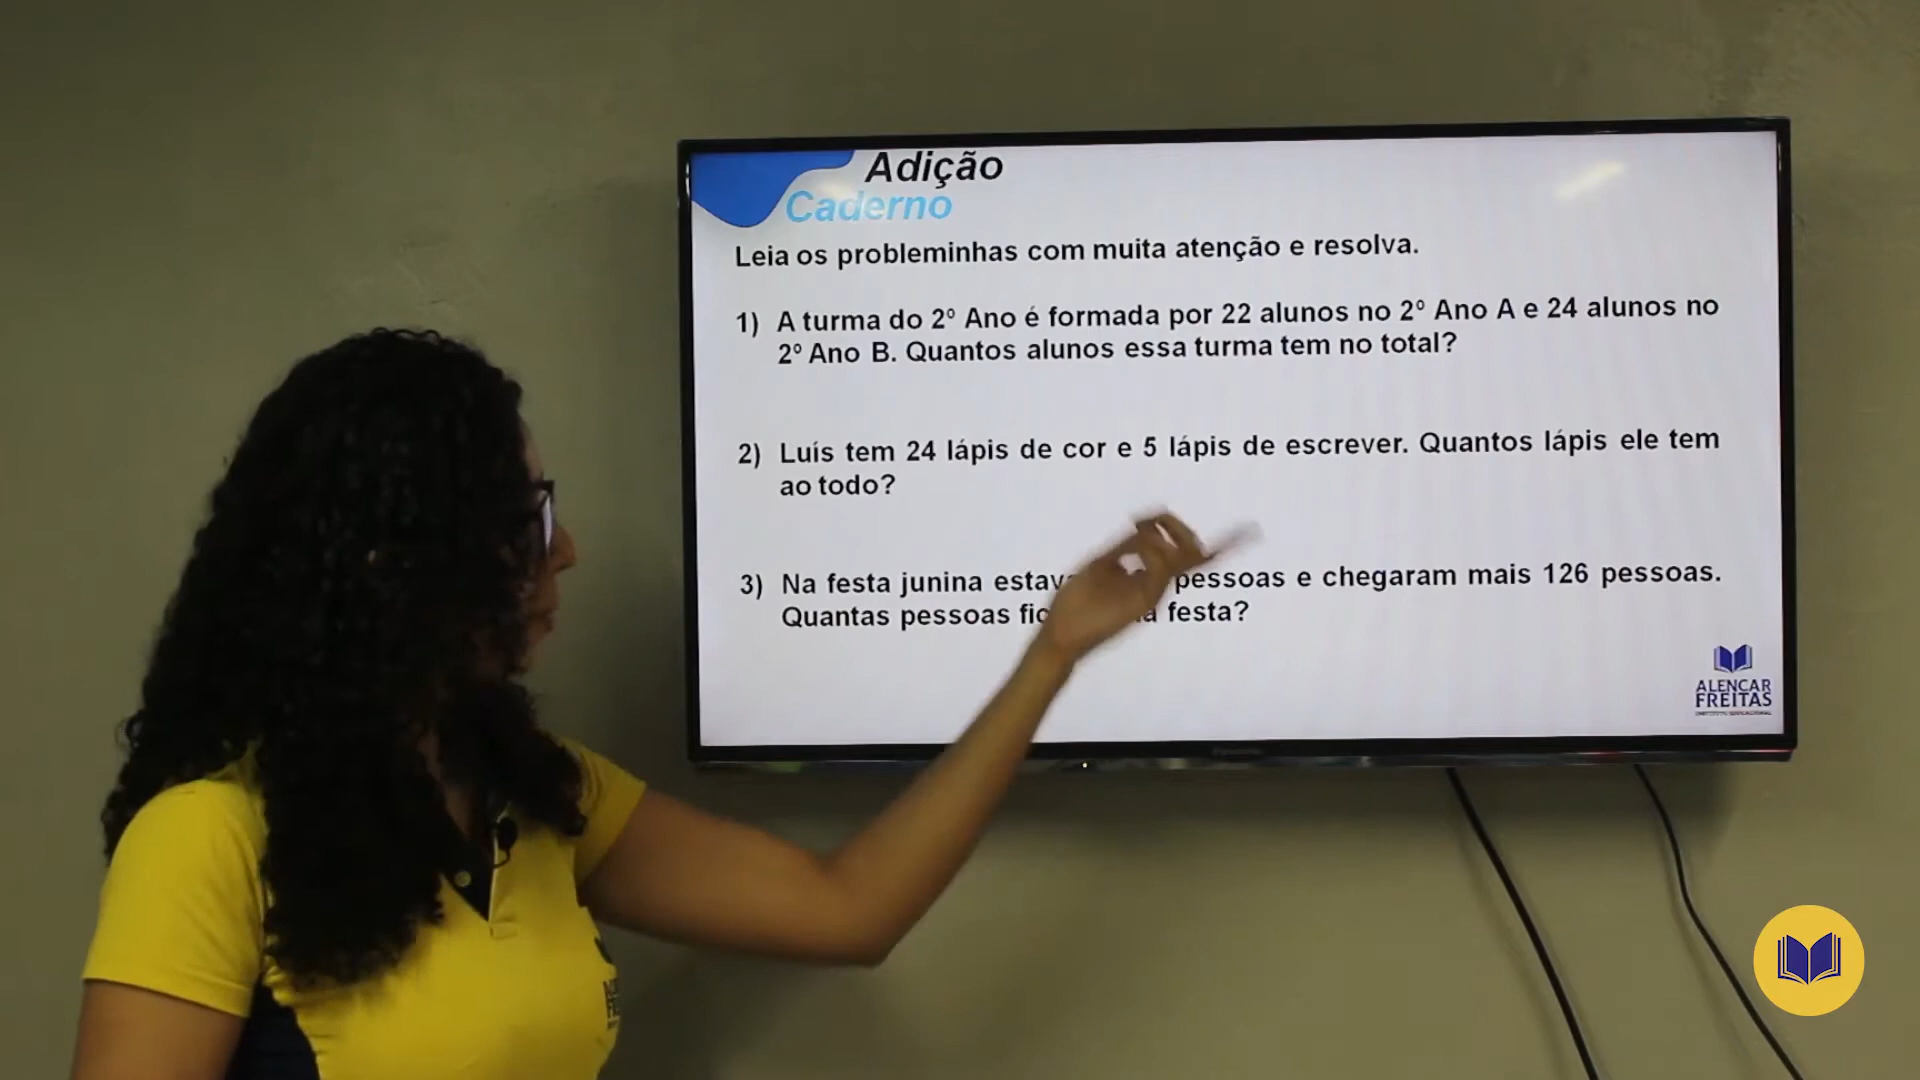 Adição
Caderno
Leia os probleminhas com muita atenção e resolva.
1) A turma do 2º Ano é formada por 22 alunos no 2º Ano A e 24 alunos no
2º Ano B. Quantos alunos essa turma tem no total?
2) Luís tem 24 lápis de cor e 5 lápis de escrever. Quantos lápis ele tem
ao todo?
3) Na festa junina pessoas e chegaram mais 126 pessoas.
Quantas pessoas festa?
ALENCAR
FREITAS